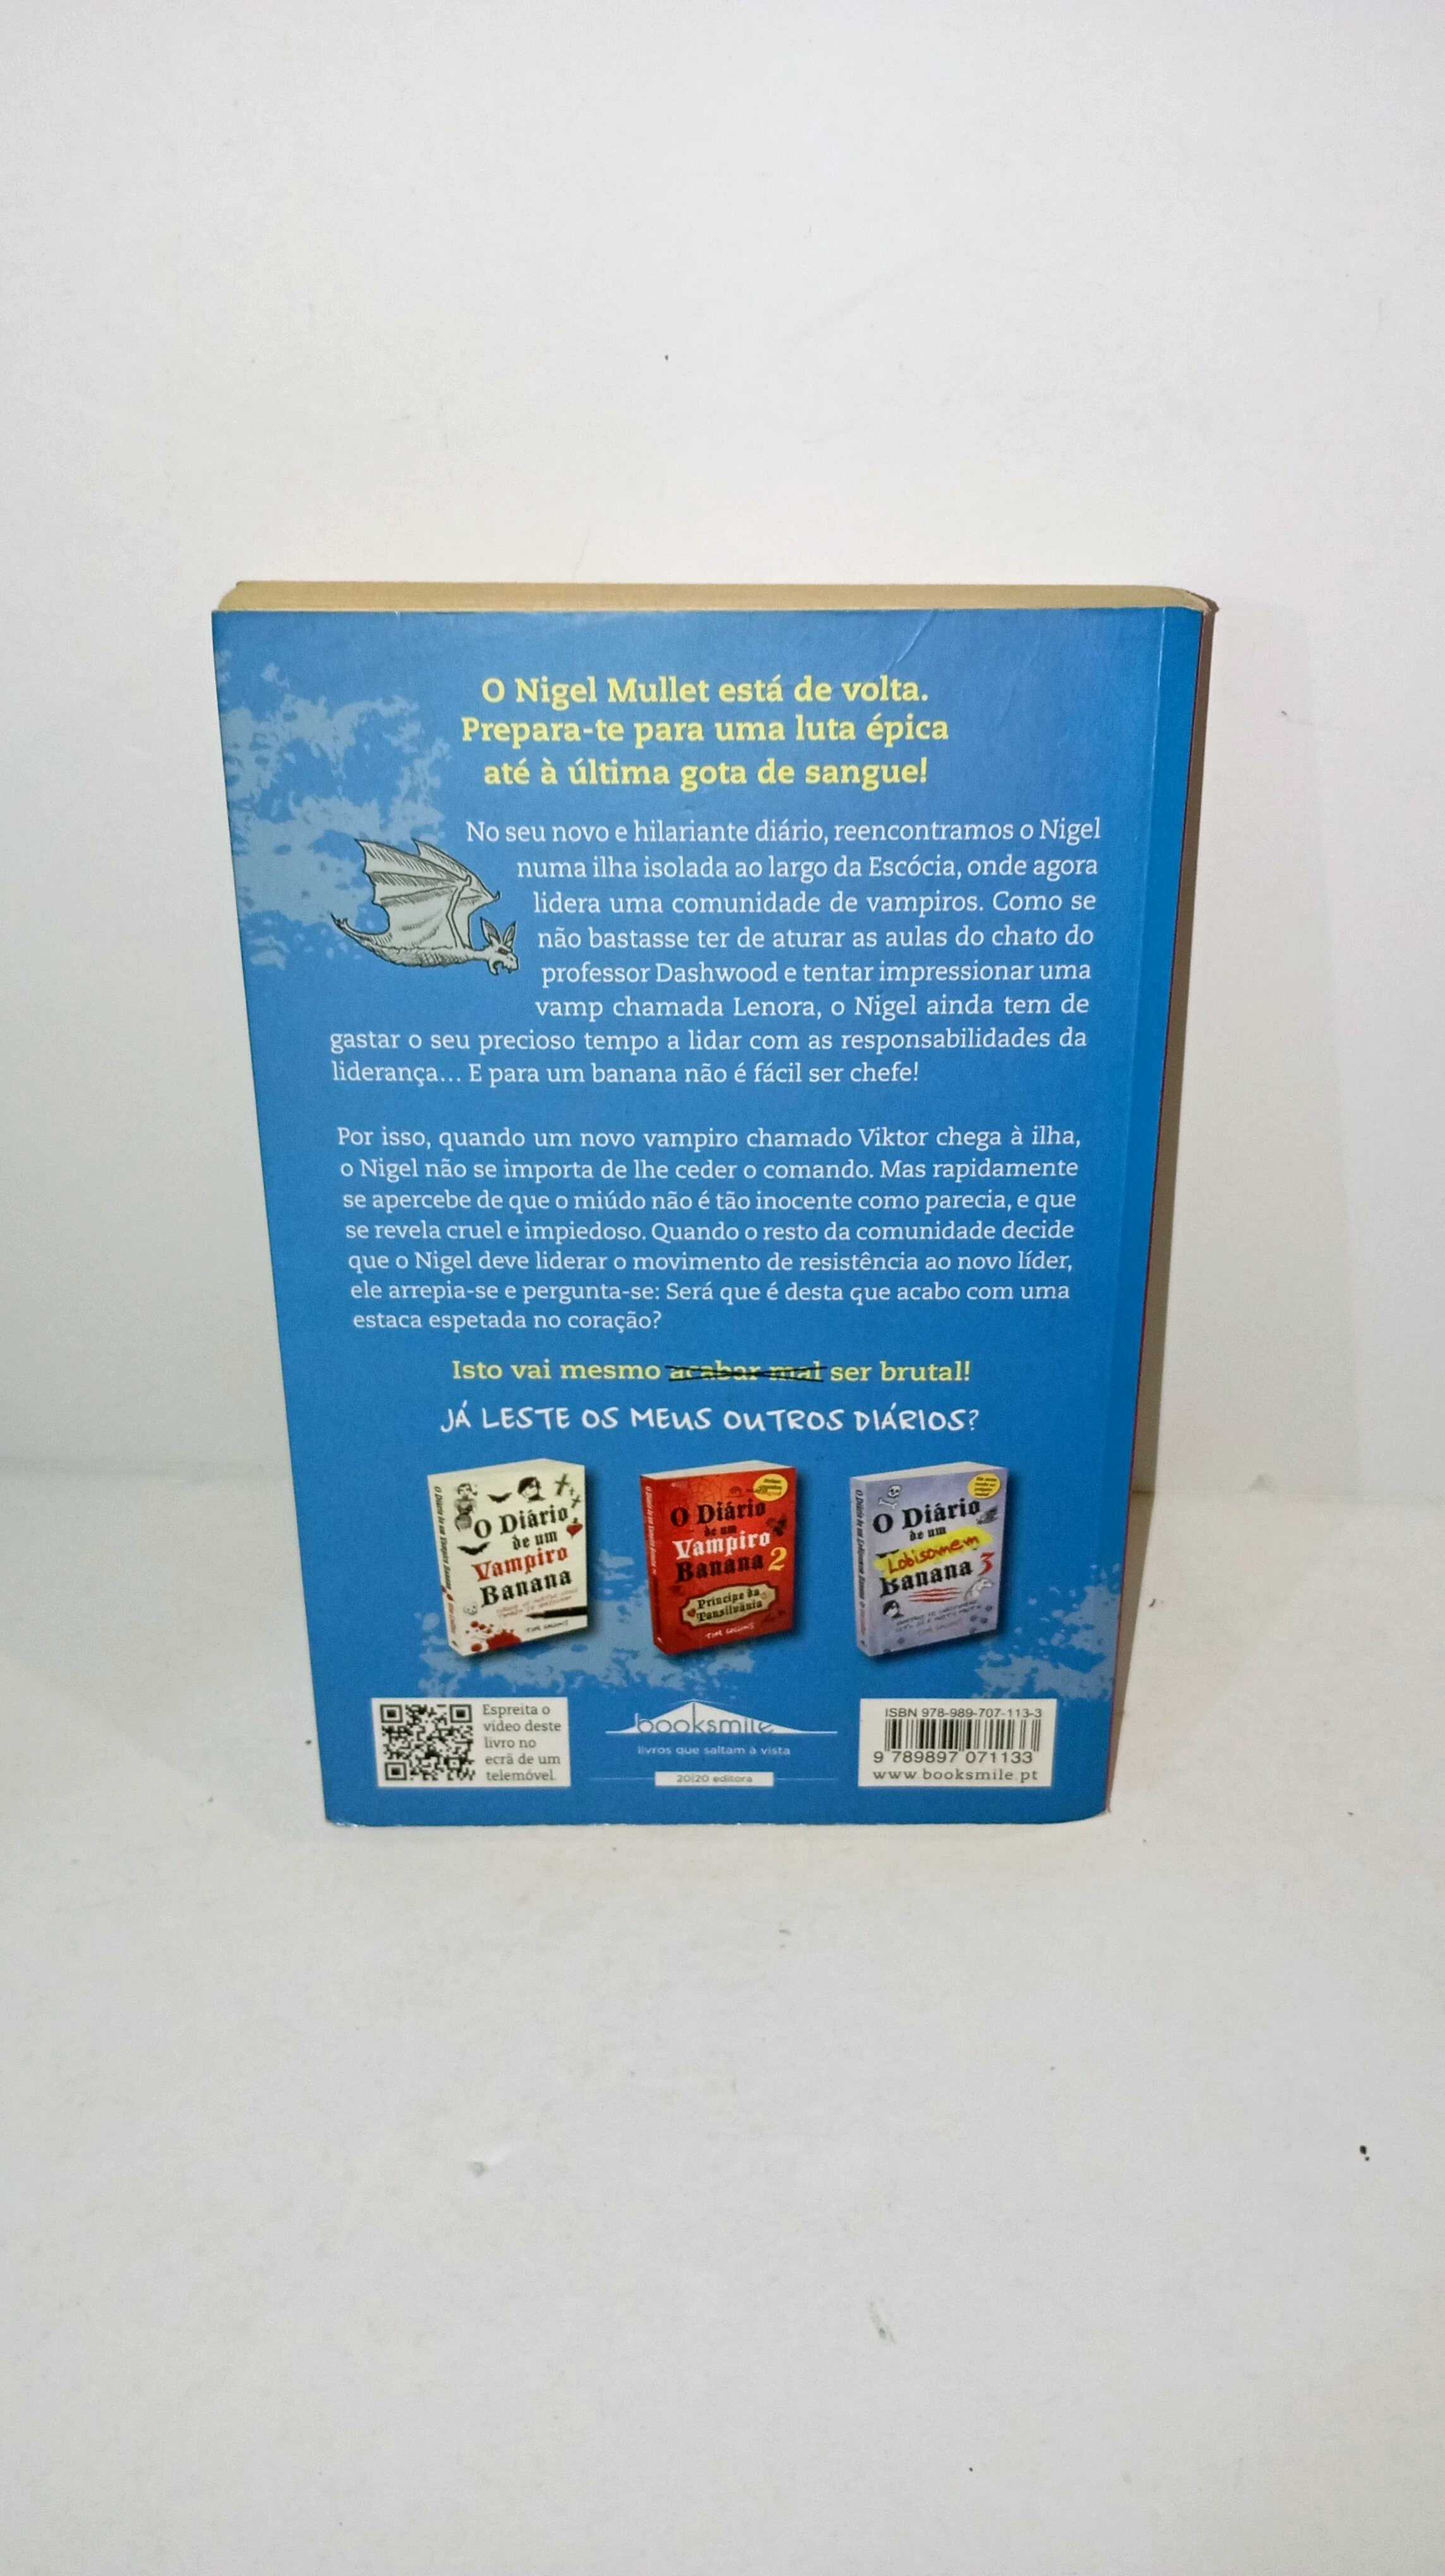 O Nigel Mullet está de volta.
Prepara-te para uma luta épica
até à última gota de sangue!
No seu novo e hilariante diário, reencontramos o Nigel
numa ilha isolada ao largo da Escócia, onde agora
lidera uma comunidade de vampiros. Como se
não bastasse ter de aturar as aulas do chato do
professor Dashwood e tentar impressionar uma
vamp chamada Lenora, o Nigel ainda tem de
gastar o seu precioso tempo a lidar com as responsabilidades da
liderança... E para um banana não é fácil ser chefe!
Por isso, quando um novo vampiro chamado Viktor chega à ilha,
o Nigel não se importa de lhe ceder o comando. Mas rapidamente
se apercebe de que o miúdo não é tão inocente como parecia, e que
se revela cruel e impiedoso. Quando o resto da comunidade decide
que o Nigel deve liderar o movimento de resistência ao novo líder,
ele arrepia-se e pergunta-se: Será que é desta que acabo com uma
estaca espetada no coração?
Isto vai mesmo acabar mal ser brutal!
JÁ LESTE OS MEUS OUTROS DIÁRIOS?
O Diário
de um
Vampiro
Banana
TIM COLLINS
O Diário
de um
Vampiro
Banana 2
Príncipe da
Transilvânia
TIM COLLINS
O Diário
de um
Lobisomem
Banana 3
TIM COLLINS
Espreita o
vídeo deste
livro no
ecrã de um
telemóvel.
booksmile
livros que saltam à vista
20|20 editora
ISBN 978-989-707-113-3
9 789897 071133
www.booksmile.pt